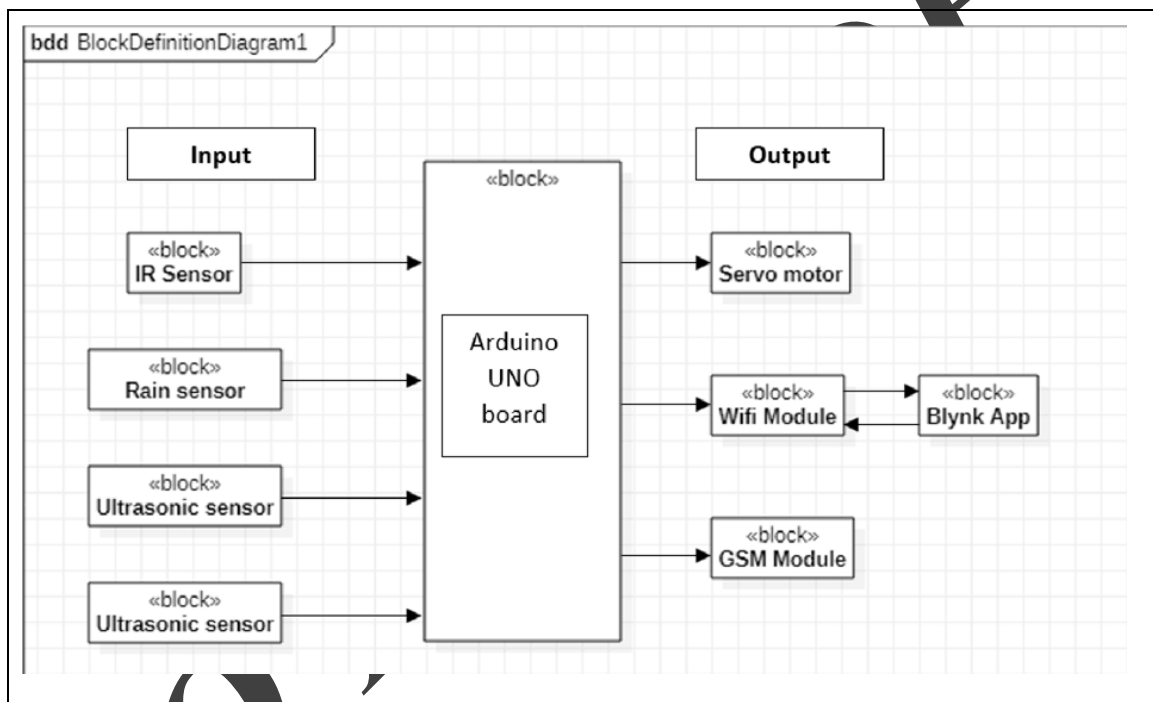 bdd BlockDefinitionDiagram1
Input
Output
«block»
«block»
IR Sensor
«block»
Servo motor
«block»
Rain sensor
Arduino
UNO
board
«block»
Wifi Module
«block»
Blynk App
«block»
Ultrasonic sensor
«block»
GSM Module
«block»
Ultrasonic sensor